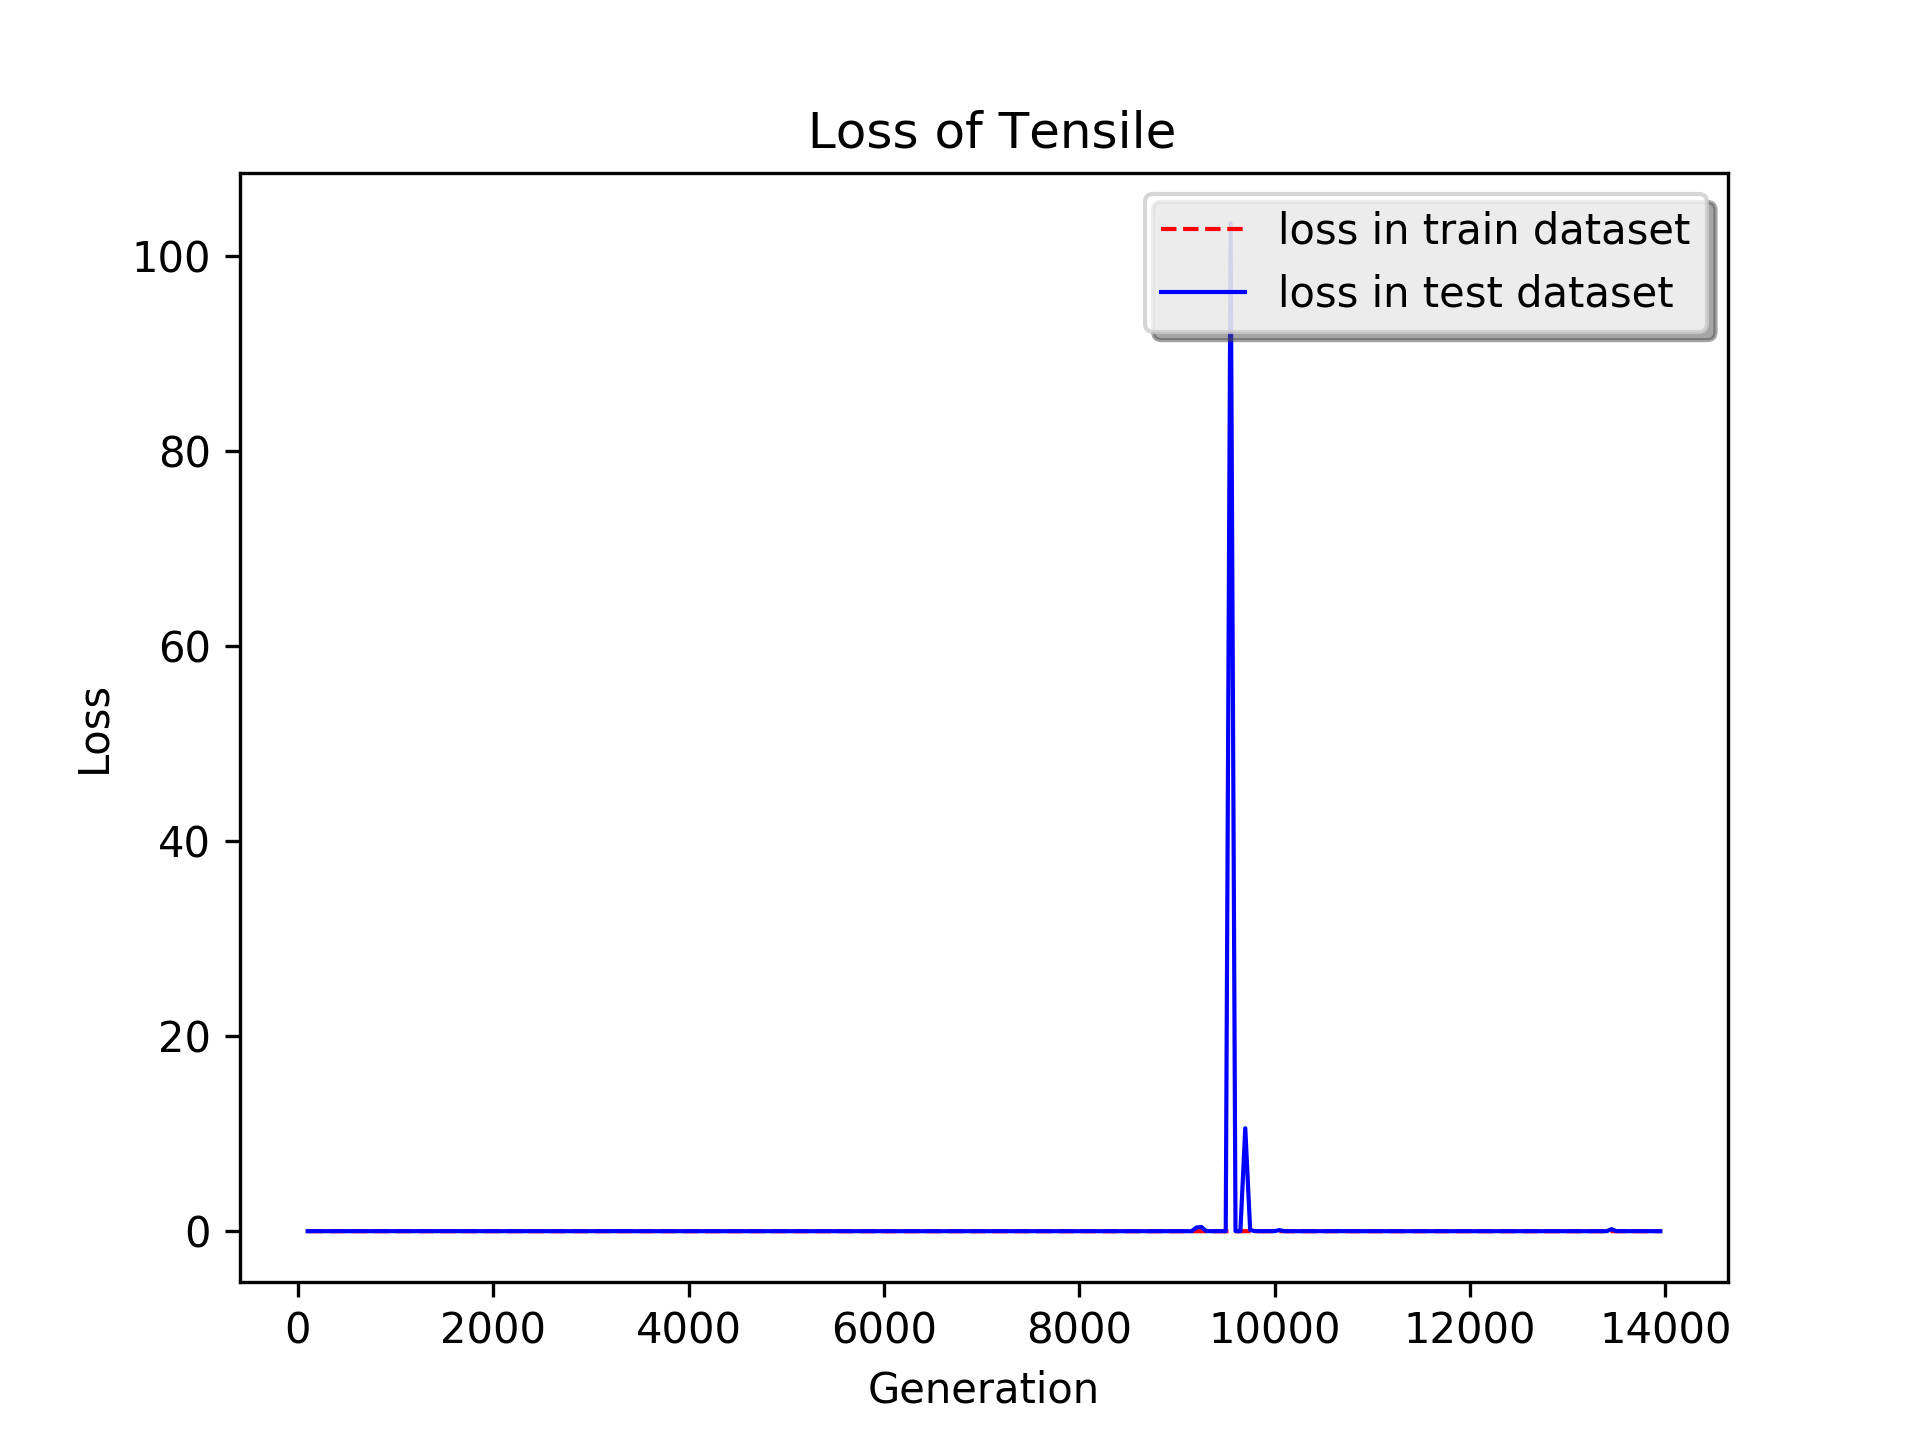 Loss of Tensile
loss in train dataset
loss in test dataset
100
80
60
40
20
0
Loss
0 2000 4000 6000 8000 10000 12000 14000
Generation